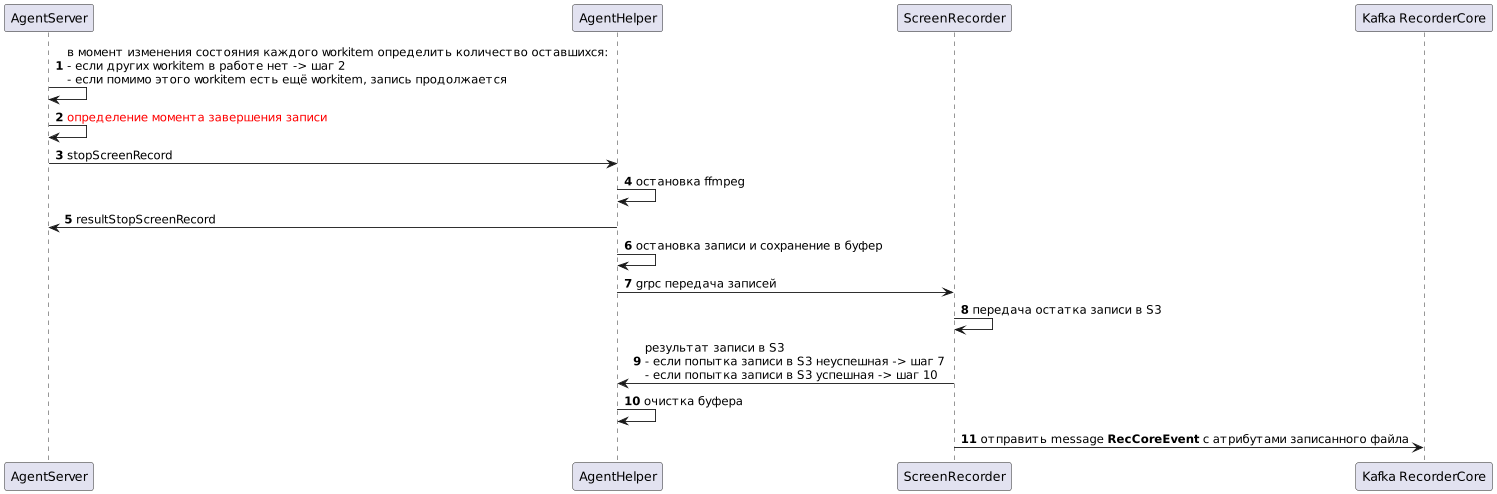 AgentServer AgentHelper ScreenRecorder Kafka RecorderCore
в момент изменения состояния каждого workitem определить количество оставшихся:
1 - если других workitem в работе нет -> шаг 2
- если помимо этого workitem есть ещё workitem, запись продолжается
2 определение момента завершения записи
3 stopScreenRecord
4 остановка ffmpeg
5 resultStopScreenRecord
6 остановка записи и сохранение в буфер
7 grpc передача записей
8 передача остатка записи в S3
результат записи в S3
9 - если попытка записи в S3 неуспешная -> шаг 7
- если попытка записи в S3 успешная -> шаг 10
10 очистка буфера
11 отправить message RecCoreEvent с атрибутами записанного файла
AgentServer AgentHelper ScreenRecorder Kafka RecorderCore